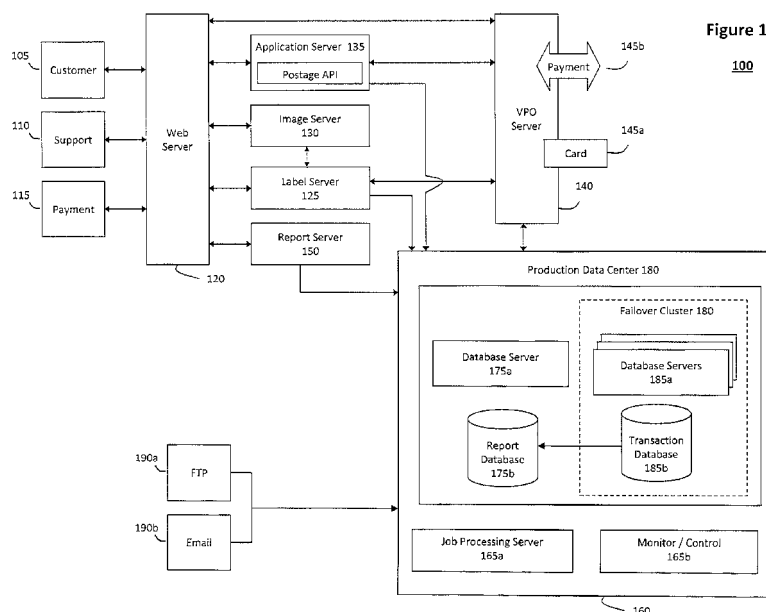 Figure 1
100
105
Customer
110
Support
115
Payment
Web
Server
120
Application Server 135
Postage API
Image Server
130
Label Server
125
Report Server
150
VPO
Server
140
Payment
145b
Card
145a
Production Data Center 180
Failover Cluster 180
Database Server
175a
Database Servers
185a
Report
Database
175b
Transaction
Database
185b
190a
FTP
190b
Email
Job Processing Server
165a
Monitor / Control
165b
160